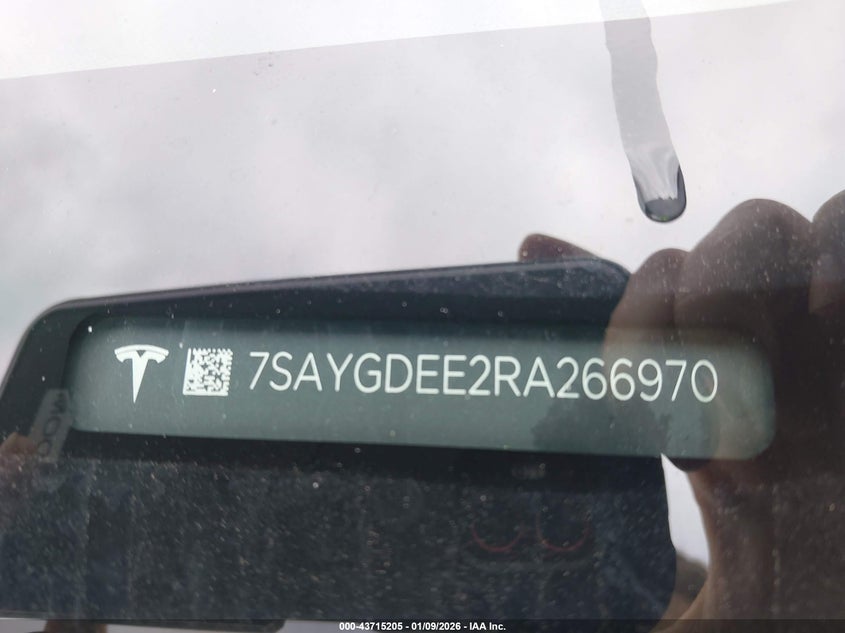 7SAYGDEE2RA266970
000-43715205 - 01/09/2026 - IAA Inc.